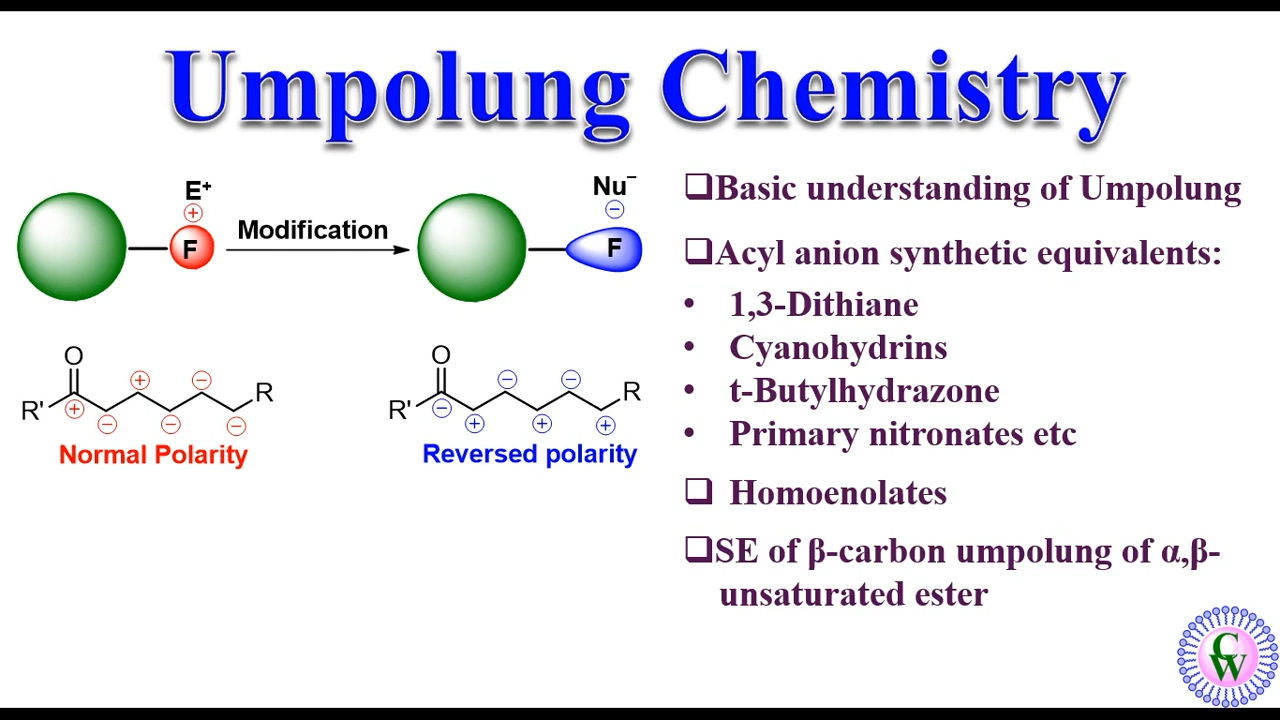 Umpolung Chemistry
E⁺
⊕
F
Modification
Nu⁻
⊖
F
O
R'
R
⊕ ⊖ ⊕ ⊖ ⊖ ⊖
Normal Polarity
O
R'
R
⊖ ⊕ ⊖ ⊕ ⊖ ⊕
Reversed polarity
❑Basic understanding of Umpolung
❑Acyl anion synthetic equivalents:
• 1,3-Dithiane
• Cyanohydrins
• t-Butylhydrazone
• Primary nitronates etc
❑ Homoenolates
❑SE of β-carbon umpolung of α,β-
unsaturated ester
CW